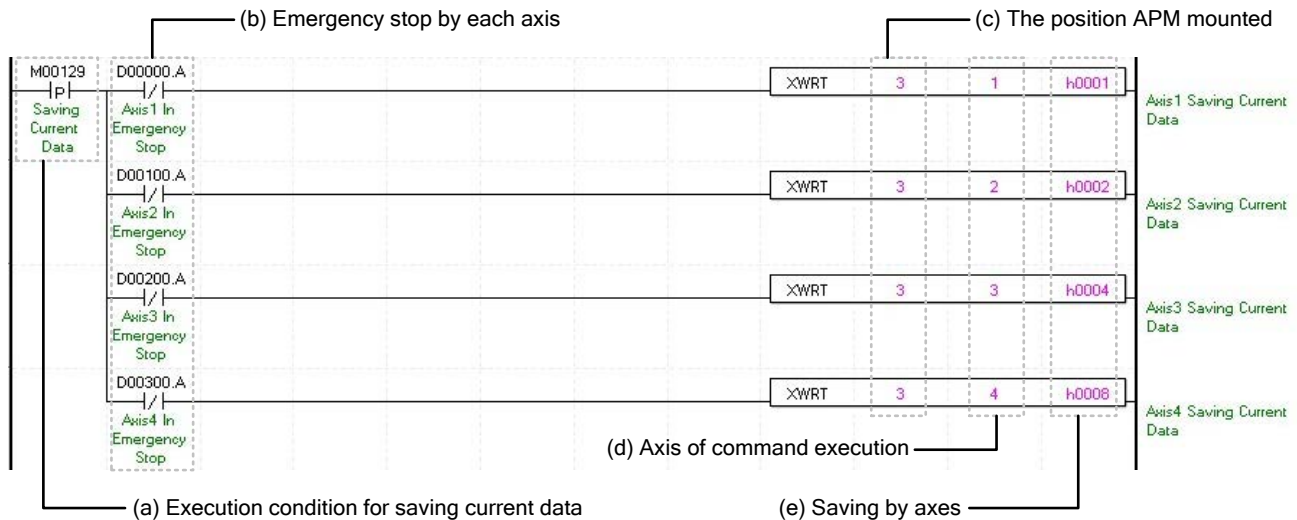 (b) Emergency stop by each axis
(c) The position APM mounted
M00129
P
Saving
Current
Data
D00000.A
Axis1 In
Emergency
Stop
XWRT 3 1 h0001
Axis1 Saving Current
Data
D00100.A
Axis2 In
Emergency
Stop
XWRT 3 2 h0002
Axis2 Saving Current
Data
D00200.A
Axis3 In
Emergency
Stop
XWRT 3 3 h0004
Axis3 Saving Current
Data
D00300.A
Axis4 In
Emergency
Stop
XWRT 3 4 h0008
Axis4 Saving Current
Data
(d) Axis of command execution
(a) Execution condition for saving current data
(e) Saving by axes